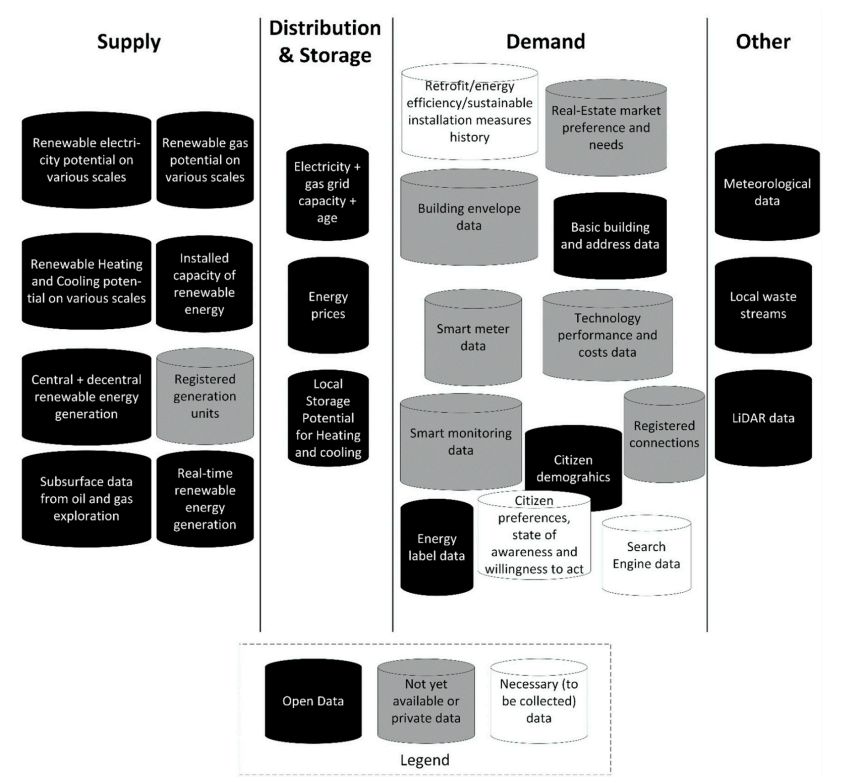 Supply
Distribution
& Storage
Demand
Other
Renewable electri-
city potential on
various scales
Renewable gas
potential on
various scales
Renewable Heating
and Cooling poten-
tial on various scales
Installed
capacity of
renewable
energy
Central + decentral
renewable energy
generation
Registered
generation
units
Subsurface data
from oil and gas
exploration
Real-time
renewable
energy
generation
Electricity +
gas grid
capacity +
age
Energy
prices
Local
Storage
Potential
for Heating
and cooling
Retrofit/energy
efficiency/sustainable
installation measures
history
Real-Estate market
preference and
needs
Building envelope
data
Basic building
and address data
Smart meter
data
Technology
performance and
costs data
Smart monitoring
data
Citizen
demograhics
Registered
connections
Energy
label data
Citizen
preferences,
state of
awareness and
willingness to act
Search
Engine data
Meteorological
data
Local waste
streams
LiDAR data
Open Data
Not yet
available or
private data
Necessary (to
be collected)
data
Legend